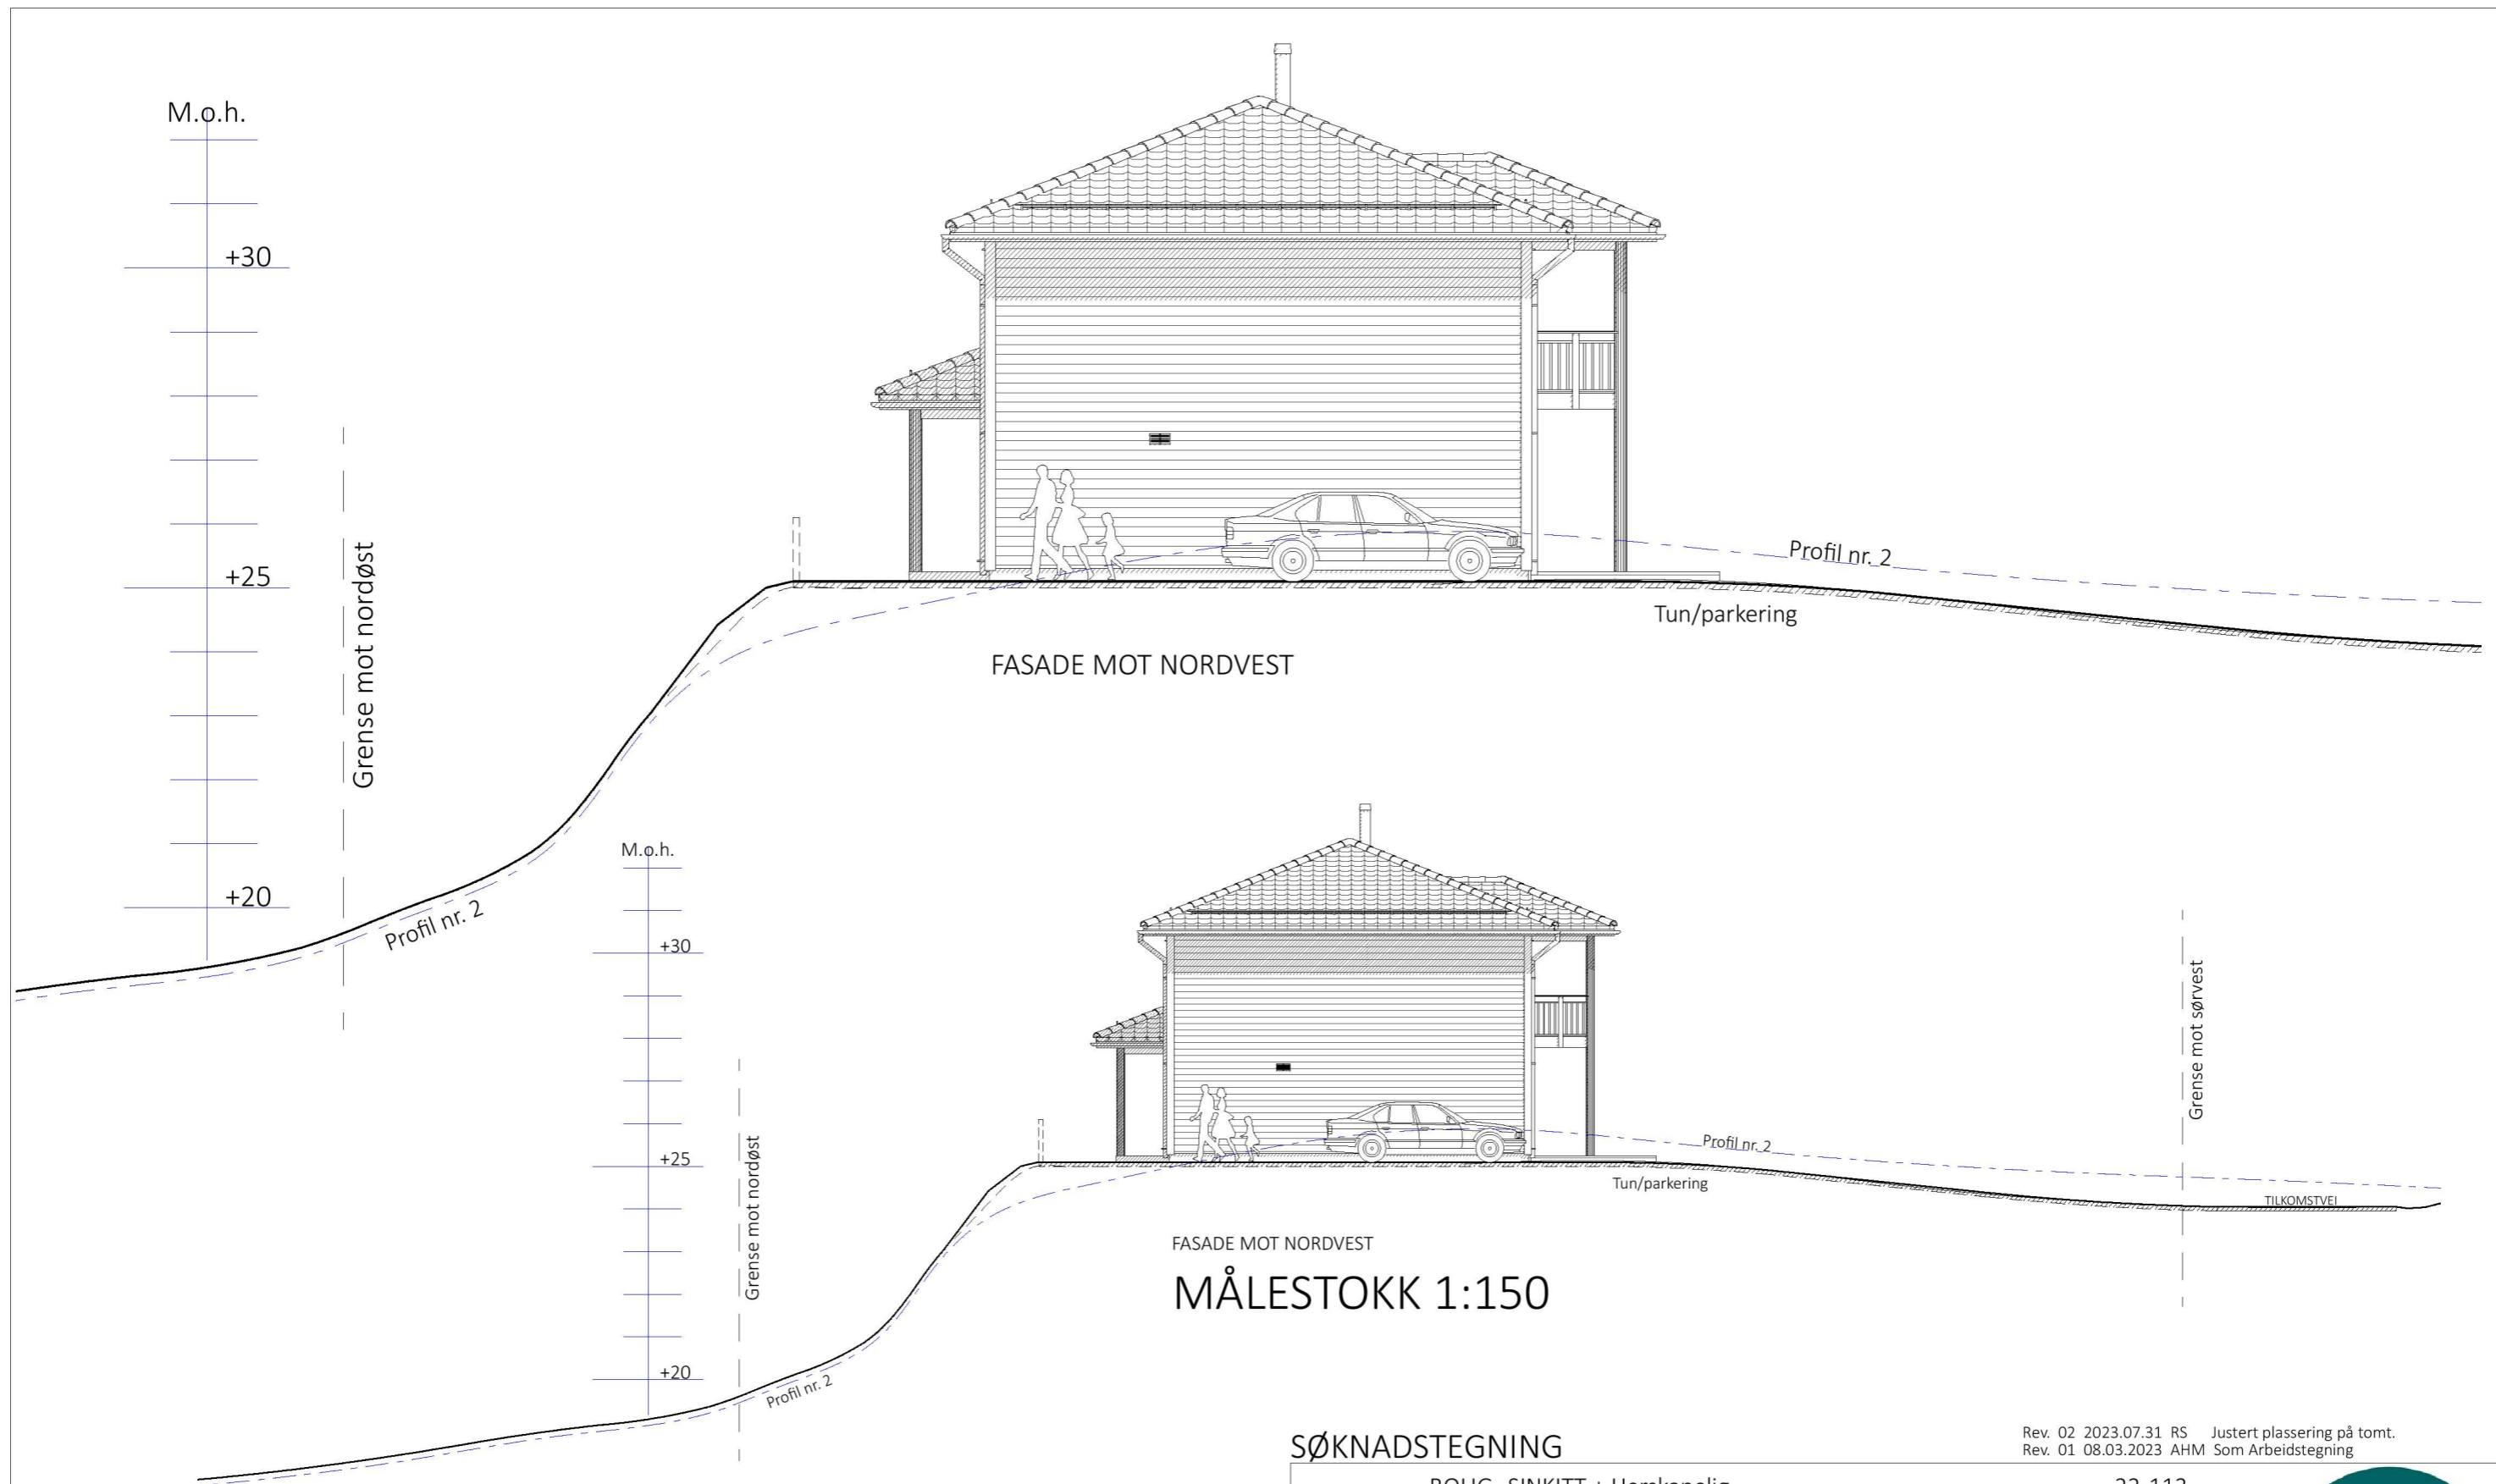 M.o.h.
+30
+25
+20
Grense mot nordøst
Profil nr. 2
Profil nr. 2
Tun/parkering
FASADE MOT NORDVEST
M.o.h.
+30
+25
+20
Grense mot nordøst
Profil nr. 2
Profil nr. 2
Tun/parkering
TILKOMSTVEI
Grense mot sørvest
FASADE MOT NORDVEST
MÅLESTOKK 1:150
SØKNADSTEGNING
Rev. 02 2023.07.31 RS Justert plassering på tomt.
Rev. 01 08.03.2023 AHM Som Arbeidstegning